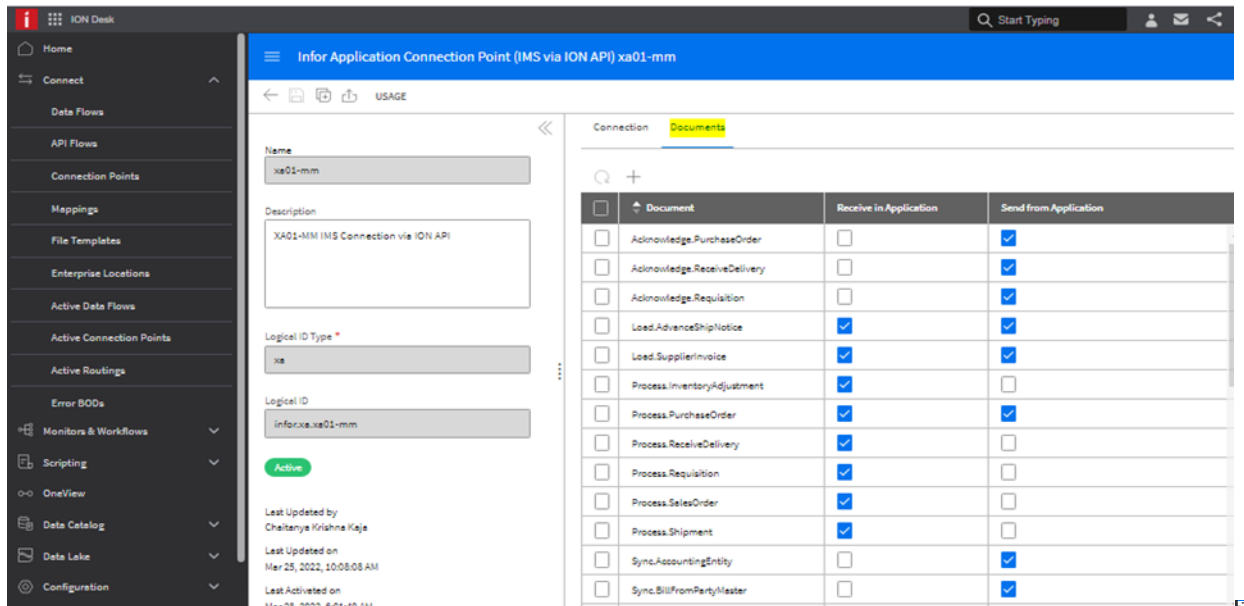 ION Desk
Start Typing
Home
Connect
Data Flows
API Flows
Connection Points
Mappings
File Templates
Enterprise Locations
Active Data Flows
Active Connection Points
Active Routings
Error BODs
Monitors & Workflows
Scripting
OneView
Data Catalog
Data Lake
Configuration
Infor Application Connection Point (IMS via ION API) xa01-mm
USAGE
Name
xa01-mm
Description
XA01-MM IMS Connection via ION API
Logical ID Type *
xa
Logical ID
infor.xa.xa01-mm
Active
Last Updated by
Chaitanya Krishna Kaja
Last Updated on
Mar 25, 2022, 10:08:08 AM
Last Activated on
Connection Documents
Document Receive in Application Send from Application
Acknowledge.PurchaseOrder
Acknowledge.ReceiveDelivery
Acknowledge.Requisition
Load.AdvanceShipNotice
Load.SupplierInvoice
Process.InventoryAdjustment
Process.PurchaseOrder
Process.ReceiveDelivery
Process.Requisition
Process.SalesOrder
Process.Shipment
Sync.AccountingEntity
Sync.BillFromPartyMaster